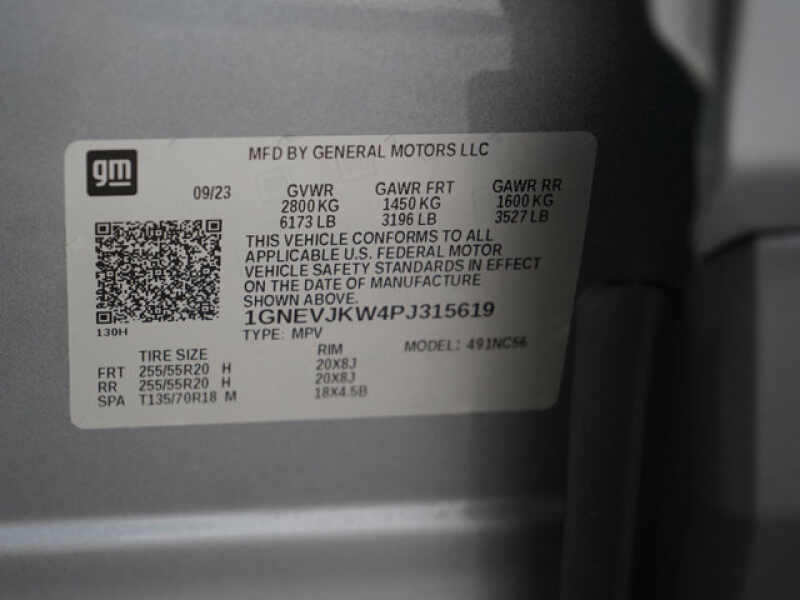 gm
MFD BY GENERAL MOTORS LLC
09/23 GVWR GAWR FRT GAWR RR
2800 KG 1450 KG 1600 KG
6173 LB 3196 LB 3527 LB
THIS VEHICLE CONFORMS TO ALL
APPLICABLE U.S. FEDERAL MOTOR
VEHICLE SAFETY STANDARDS IN EFFECT
ON THE DATE OF MANUFACTURE
SHOWN ABOVE.
1GNEVJKW4PJ315619
130H
TYPE: MPV
MODEL: 491NC56
TIRE SIZE RIM
FRT 255/55R20 H 20X8J
RR 255/55R20 H 20X8J
SPA T135/70R18 M 18X4.5B